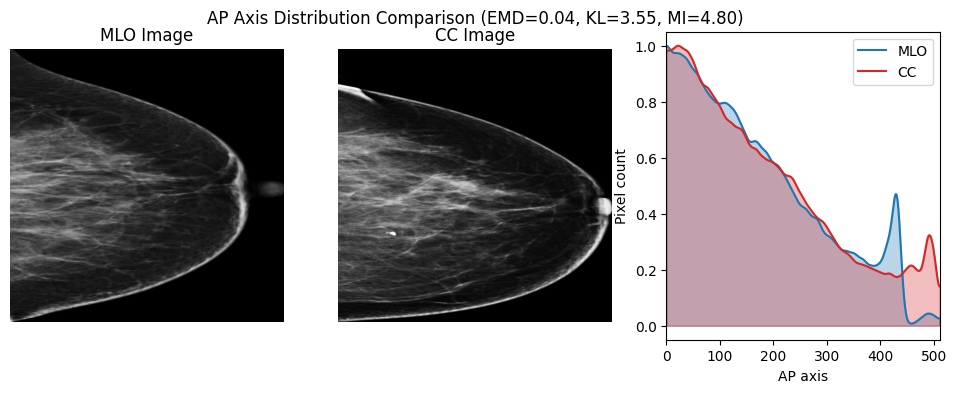 AP Axis Distribution Comparison (EMD=0.04, KL=3.55, MI=4.80)
MLO Image
CC Image
MLO
CC
Pixel count
1.0
0.8
0.6
0.4
0.2
0.0
0 100 200 300 400 500
AP axis